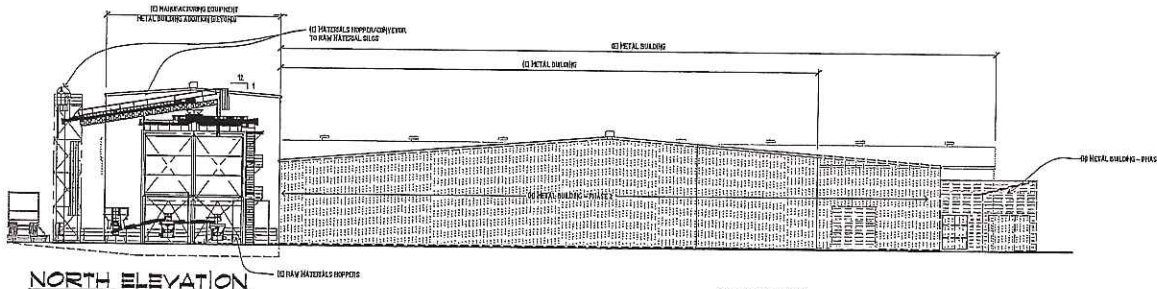 (E) MANUFACTURING EQUIPMENT
METAL BUILDING ADDITION (BEYOND)
(E) MATERIALS HOPPER/CONVEYOR
TO RAW MATERIAL SILOS
(E) METAL BUILDING
(E) METAL BUILDING
12
1
(N) METAL BUILDING - PHAS
METAL BUILDING - PHASE 2
(E) RAW MATERIALS HOPPERS
NORTH ELEVATION